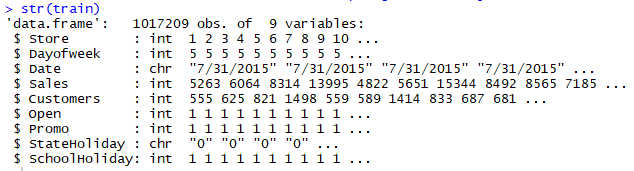 > str(train)
'data.frame':   1017209 obs. of  9 variables:
 $ Store        : int  1 2 3 4 5 6 7 8 9 10 ...
 $ Dayofweek    : int  5 5 5 5 5 5 5 5 5 5 ...
 $ Date         : chr  "7/31/2015" "7/31/2015" "7/31/2015" "7/31/2015" ...
 $ Sales        : int  5263 6064 8314 13995 4822 5651 15344 8492 8565 7185 ...
 $ Customers    : int  555 625 821 1498 559 589 1414 833 687 681 ...
 $ Open         : int  1 1 1 1 1 1 1 1 1 1 ...
 $ Promo        : int  1 1 1 1 1 1 1 1 1 1 ...
 $ StateHoliday : chr  "0" "0" "0" "0" ...
 $ SchoolHoliday: int  1 1 1 1 1 1 1 1 1 1 ...